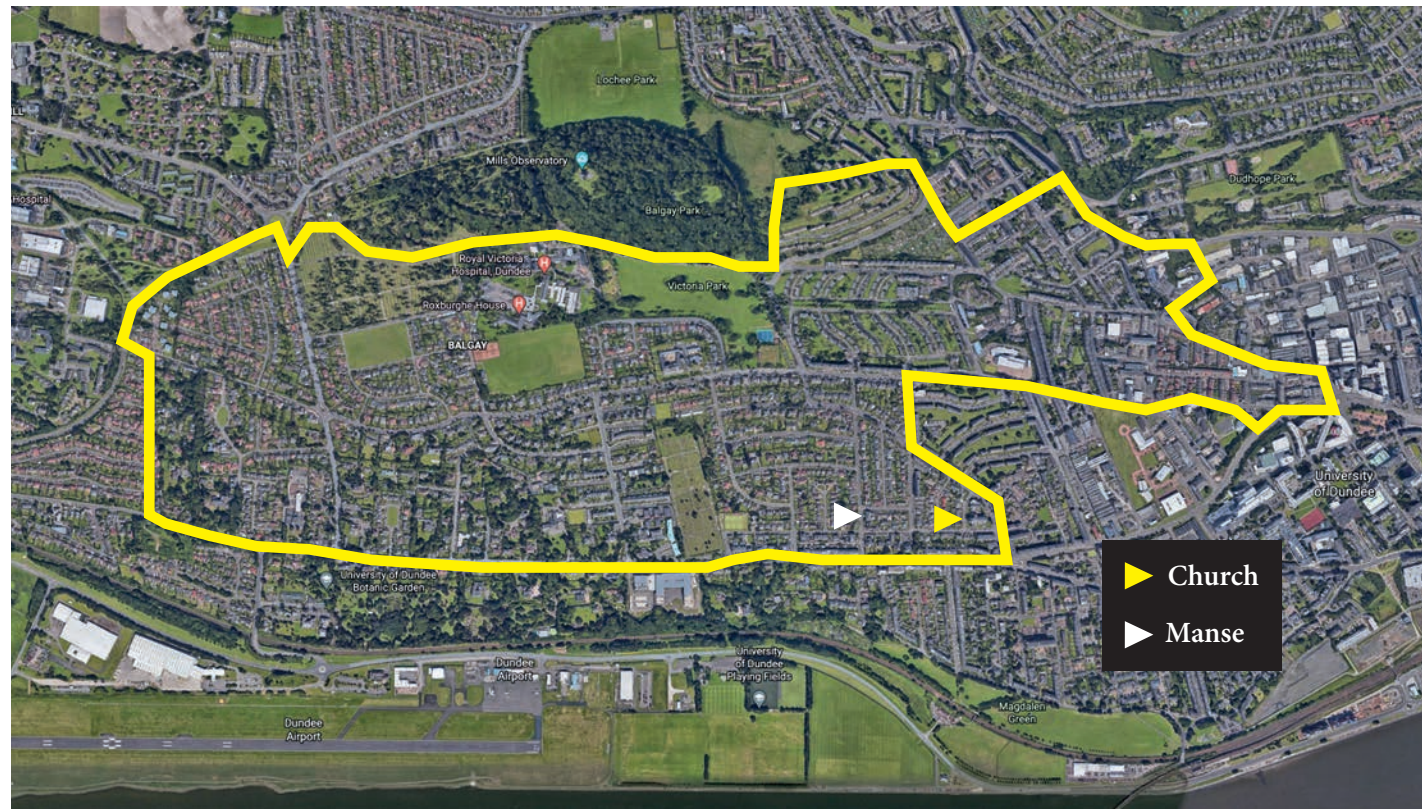 Lochee Park
LL
Mills Observatory
Dudhope Park
Hospital
Balgay Park
Royal Victoria
Hospital, Dundee
Victoria Park
Roxburghe House
BALGAY
University
of Dundee
University of Dundee
Botanic Garden
Church
Manse
University
of Dundee
Playing Fields
Dundee
Airport
Magdalen
Green
Dundee
Airport